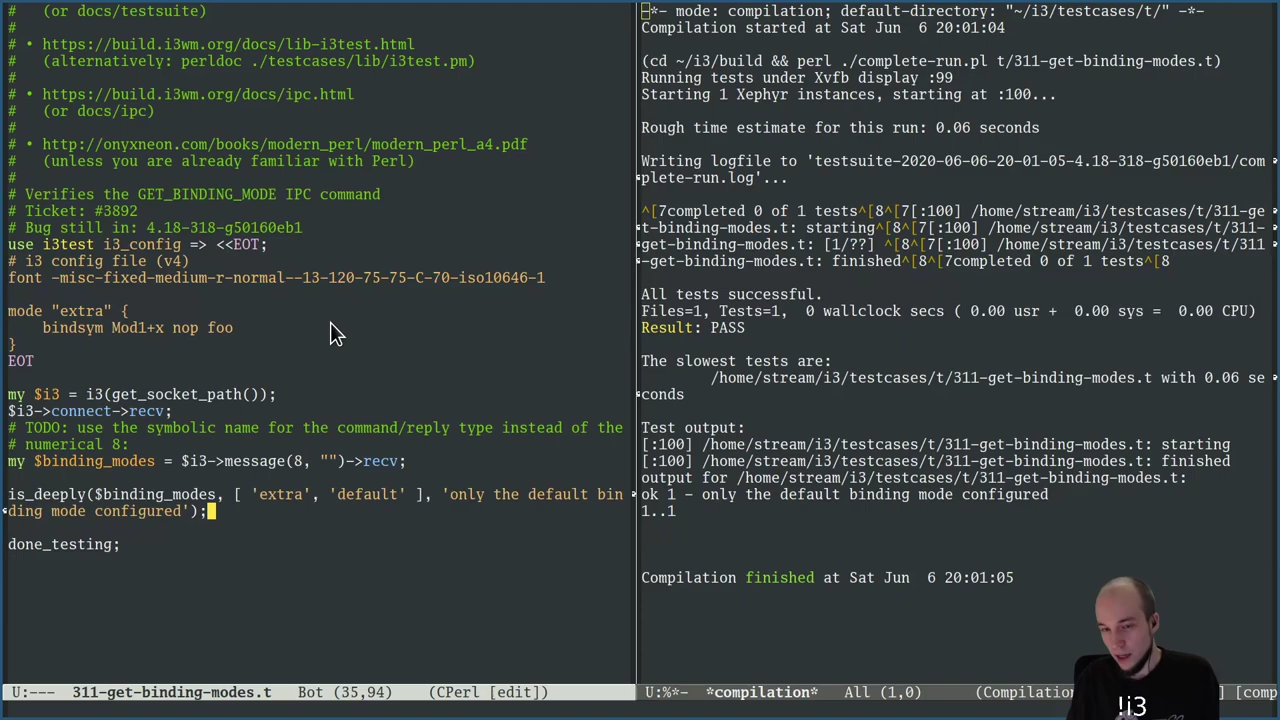 # or docs/testsuite)
#
# • https://build.i3wm.org/docs/lib-i3test.html
#   (alternatively: perldoc ./testcases/lib/i3test.pm)
#
# • https://build.i3wm.org/docs/ipc.html
#   (or docs/ipc)
#
# • http://onyxneon.com/books/modern_perl/modern_perl_a4.pdf
#   (unless you are already familiar with Perl)
#
# Verifies the GET_BINDING_MODE IPC command
# Ticket: #3892
# Bug still in: 4.18-318-g50160eb1
use i3test i3_config => <<EOT;
# i3 config file (v4)
font -misc-fixed-medium-r-normal--13-120-75-75-C-70-iso10646-1

mode "extra" {
    bindsym Mod1+x nop foo
}
EOT

my $i3 = i3(get_socket_path());
$i3->connect->recv;
# TODO: use the symbolic name for the command/reply type instead of the
# numerical 8:
my $binding_modes = $i3->message(8, "")->recv;

is_deeply($binding_modes, [ 'extra', 'default' ], 'only the default bin
ding mode configured');

done_testing;
U:--- 311-get-binding-modes.t Bot (35,94) (CPerl [edit])
-*- mode: compilation; default-directory: "~/i3/testcases/t/" -*-
Compilation started at Sat Jun  6 20:01:04

(cd ~/i3/build && perl ./complete-run.pl t/311-get-binding-modes.t)
Running tests under Xvfb display :99
Starting 1 Xephyr instances, starting at :100...

Rough time estimate for this run: 0.06 seconds

Writing logfile to 'testsuite-2020-06-06-20-01-05-4.18-318-g50160eb1/com
plete-run.log'...

^[7completed 0 of 1 tests^[8^[7[:100] /home/stream/i3/testcases/t/311-ge
t-binding-modes.t: starting^[8^[7[:100] /home/stream/i3/testcases/t/311-
get-binding-modes.t: [1/??] ^[8^[7[:100] /home/stream/i3/testcases/t/311
-get-binding-modes.t: finished^[8^[7completed 0 of 1 tests^[8

All tests successful.
Files=1, Tests=1,  0 wallclock secs ( 0.00 usr +  0.00 sys =  0.00 CPU)
Result: PASS

The slowest tests are:
        /home/stream/i3/testcases/t/311-get-binding-modes.t with 0.06 se
conds

Test output:
[:100] /home/stream/i3/testcases/t/311-get-binding-modes.t: starting
[:100] /home/stream/i3/testcases/t/311-get-binding-modes.t: finished
output for /home/stream/i3/testcases/t/311-get-binding-modes.t:
ok 1 - only the default binding mode configured
1..1

Compilation finished at Sat Jun  6 20:01:05
U:%*- *compilation* All (1,0) (Compilation
] [comp
!i3